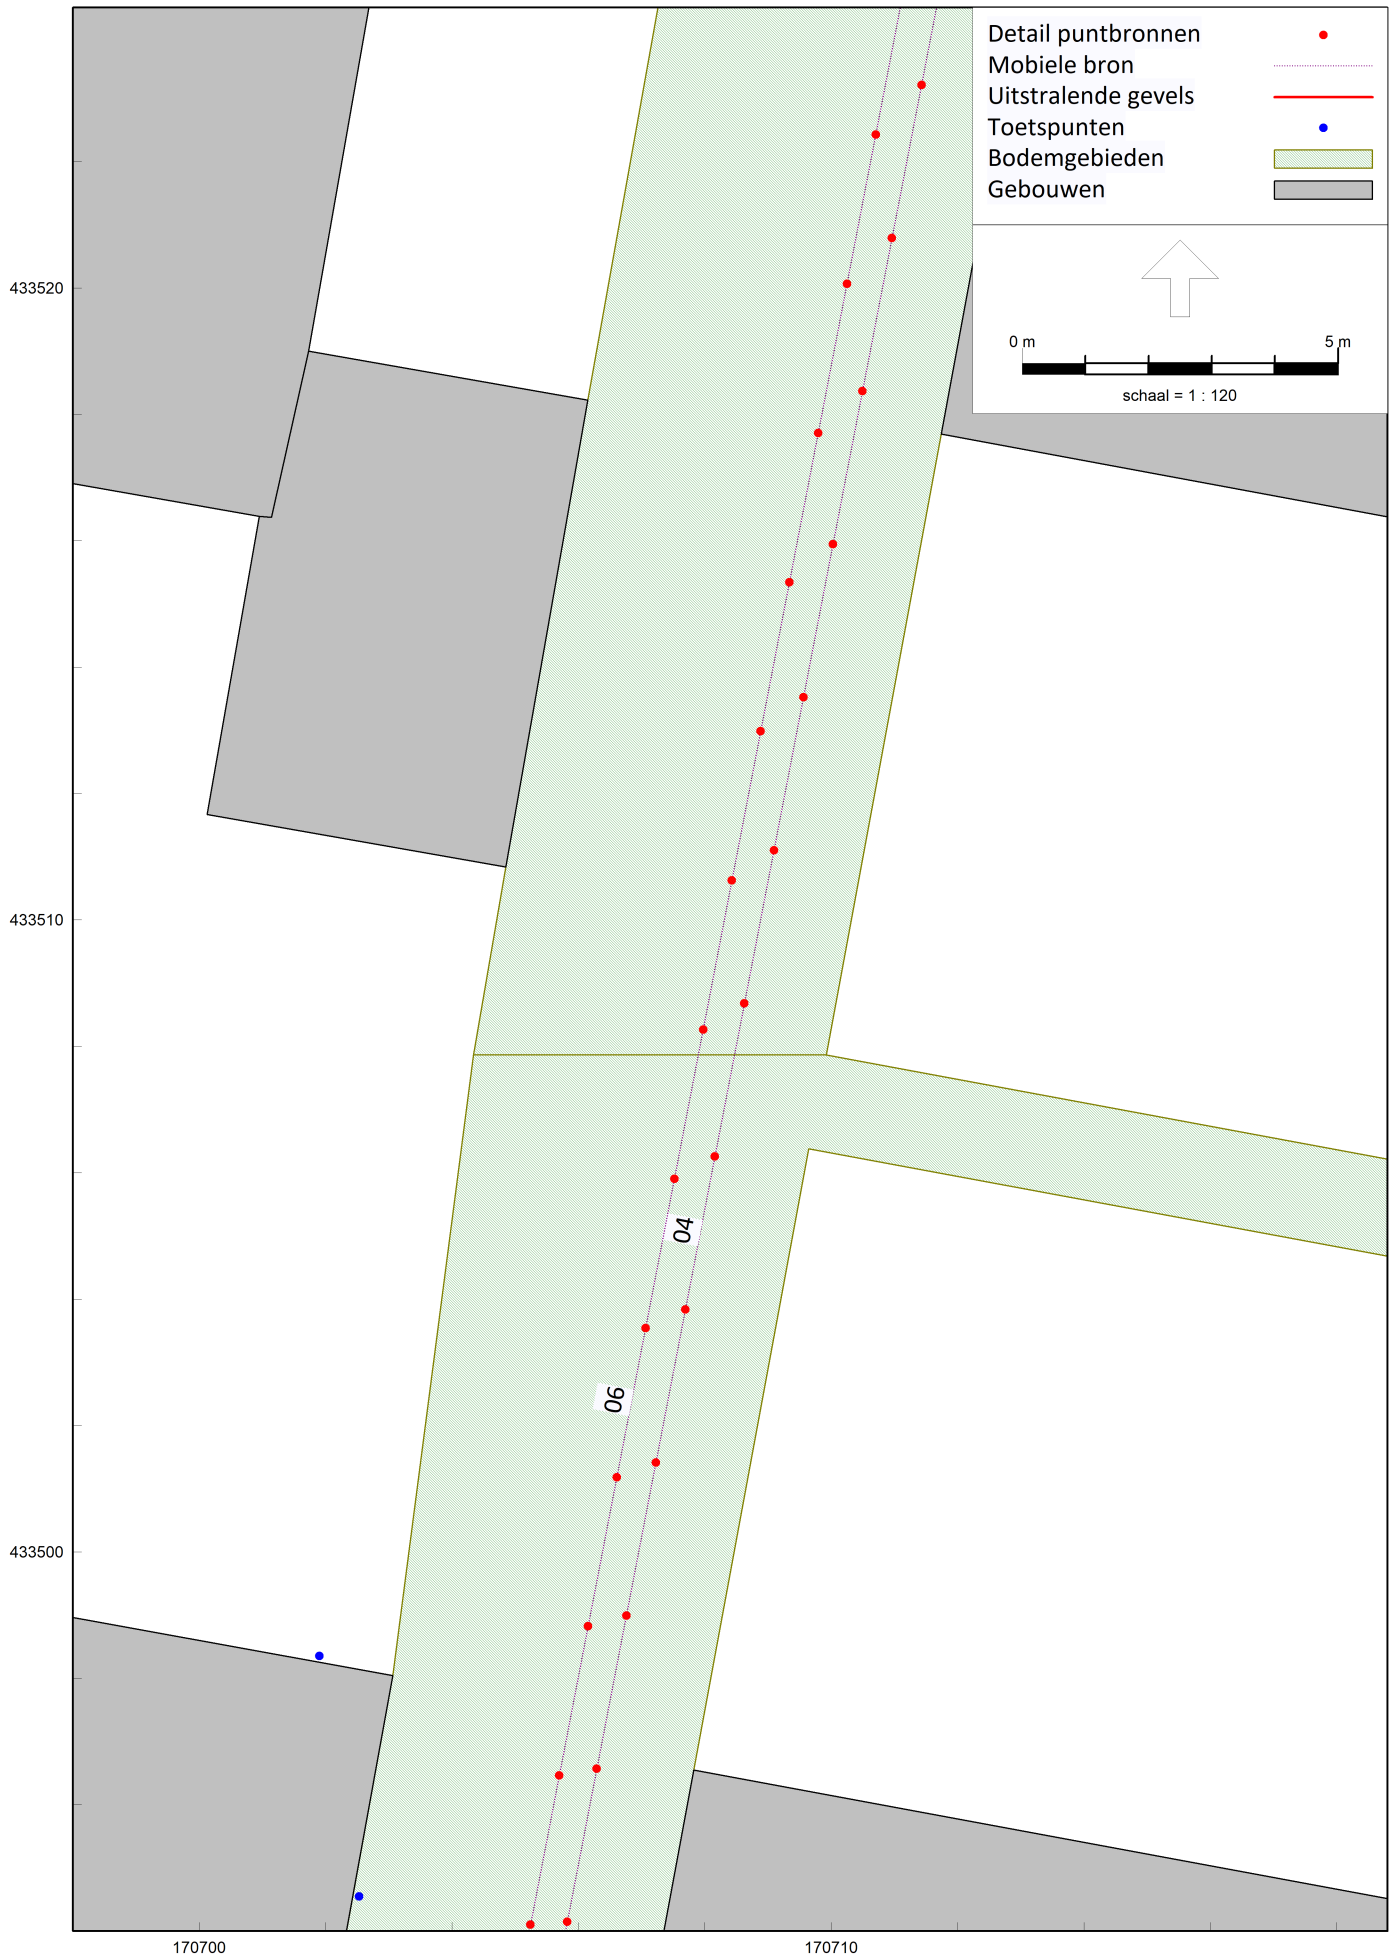 Detail puntbronnen
Mobiele bron
Uitstralende gevels
Toetspunten
Bodemgebieden
Gebouwen
0 m 5 m
schaal = 1 : 120
433520
433510
04
06
433500
170700 170710